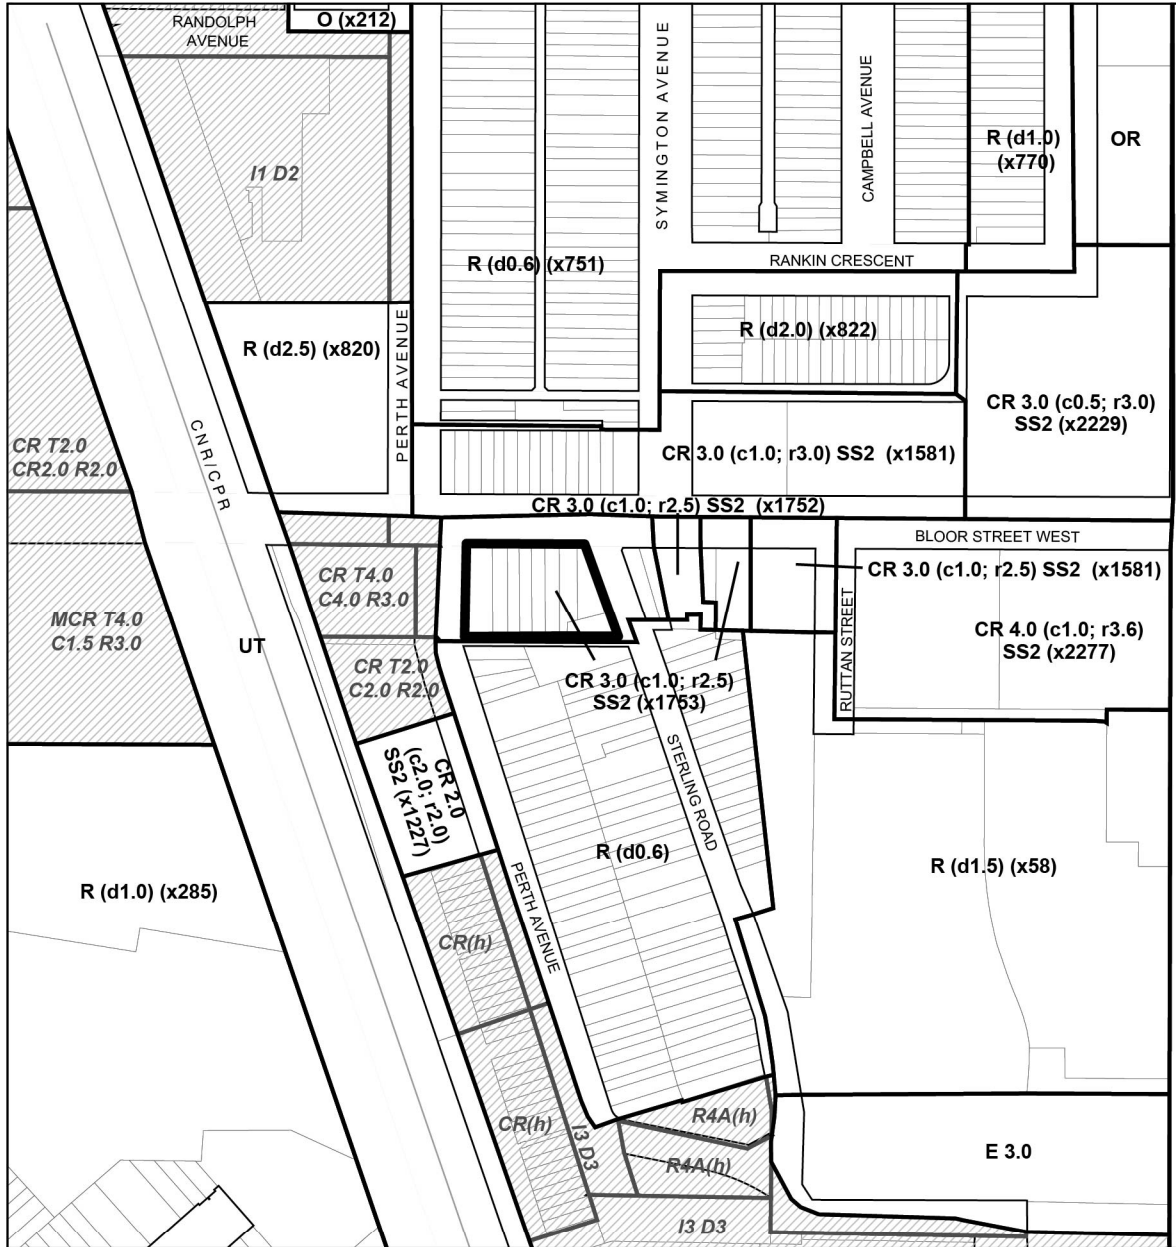 RANDOLPH
AVENUE
O (x212)
SYMINGTON AVENUE
CAMPBELL AVENUE
R (d1.0)
(x770)
OR
I1 D2
R (d0.6) (x751)
RANKIN CRESCENT
R (d2.5) (x820)
PERTH AVENUE
R (d2.0) (x822)
CR 3.0 (c0.5; r3.0)
SS2 (x2229)
CNR/CPR
CR T2.0
CR2.0 R2.0
CR 3.0 (c1.0; r3.0) SS2 (x1581)
CR 3.0 (c1.0; r2.5) SS2 (x1752)
BLOOR STREET WEST
CR T4.0
C4.0 R3.0
CR 3.0 (c1.0; r2.5) SS2 (x1581)
MCR T4.0
C1.5 R3.0
UT
RUTTAN STREET
CR 4.0 (c1.0; r3.6)
SS2 (x2277)
CR T2.0
C2.0 R2.0
CR 3.0 (c1.0; r2.5)
SS2 (x1753)
CR 2.0
(c2.0; r2.0)
SS2 (x1227)
STERLING ROAD
R (d0.6)
R (d1.5) (x58)
R (d1.0) (x285)
PERTH AVENUE
CR(h)
CR(h)
I3 D3
R4A(h)
R4A(h)
E 3.0
I3 D3